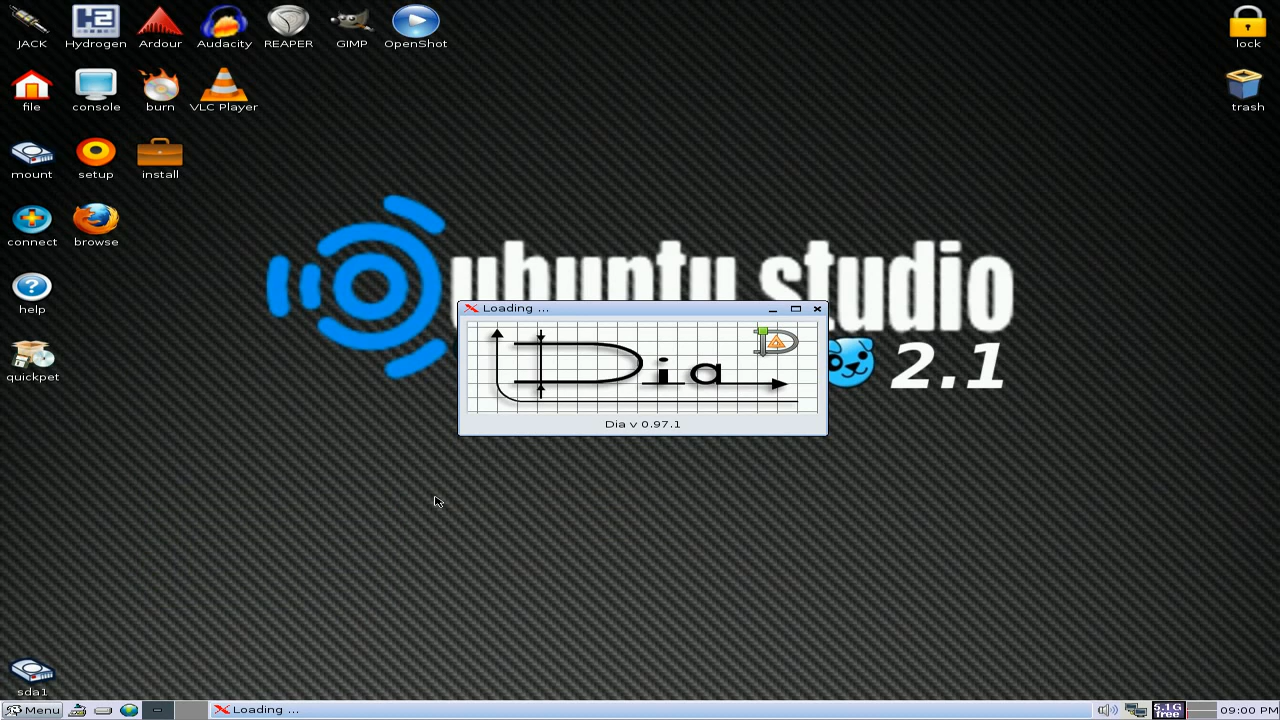 JACK Hydrogen Ardour Audacity REAPER GIMP OpenShot lock
file console burn VLC Player trash
mount setup install
connect browse
help
quickpet
ubuntu studio
2.1
Loading ...
Dia
Dia v 0.97.1
sda1
Menu Loading ... 5.1G free 09:00 PM